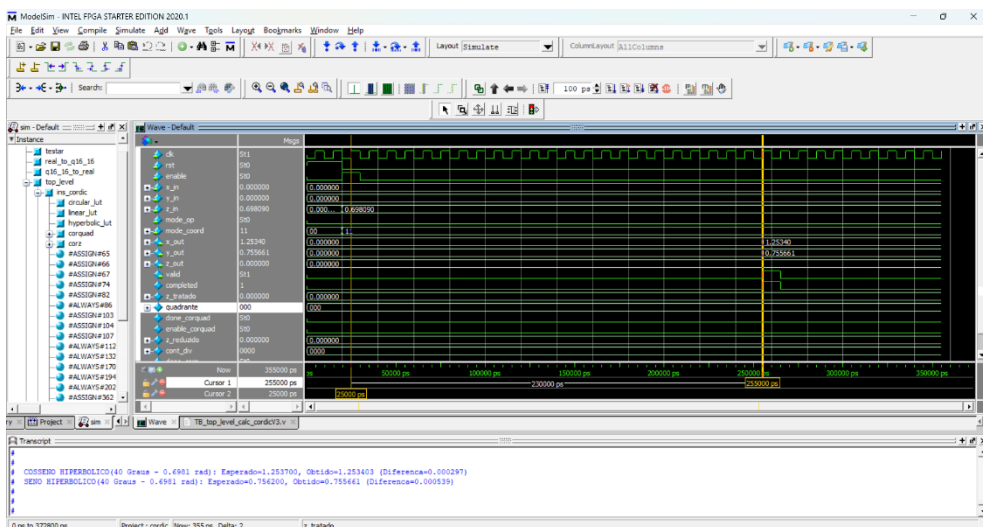 ModelSim - INTEL FPGA STARTER EDITION 2020.1
File Edit View Compile Simulate Add Wave Tools Layout Bookmarks Window Help
Layout Simulate
ColumnLayout AllColumns
Search:
100 ps
sim - Default
Wave - Default
Instance
Msgs
testar
real_to_q16_16
q16_16_to_real
top_level
ins_cordic
circular_lut
linear_lut
hyperbolic_lut
corquad
corz
#ASSIGN#65
#ASSIGN#66
#ASSIGN#67
#ASSIGN#74
#ASSIGN#82
#ALWAYS#86
#ASSIGN#103
#ASSIGN#104
#ASSIGN#107
#ALWAYS#112
#ALWAYS#132
#ALWAYS#170
#ALWAYS#194
#ALWAYS#202
#ASSIGN#362
clk St1
rst St0
enable St0
x_in 0.000000 (0.000000
y_in 0.000000 (0.000000
z_in 0.698090 (0.000... 0.698090
mode_op St0
mode_coord 11 (00 11
x_out 1.25340 (0.000000 1.25340
y_out 0.755661 (0.000000 0.755661
z_out 0.000000 (0.000000
valid St1
completed 1
z_tratado 0.000000 (0.000000
quadrante 000 (000
done_corquad St0
enable_corquad St0
z_reduzido 0.000000 (0.000000
cont_div 0000 (0000
Now 355000 ps
ps 50000 ps 100000 ps 150000 ps 200000 ps 250000 ps 300000 ps 350000 ps
Cursor 1 255000 ps 230000 ps 255000 ps
Cursor 2 25000 ps 25000 ps
Project sim
Wave TB_top_level_calc_cordicV3.v
Transcript
#
# COSSENO HIPERBOLICO(40 Graus - 0.6981 rad): Esperado=1.253700, Obtido=1.253403 (Diferenca=0.000297)
# SENO HIPERBOLICO(40 Graus - 0.6981 rad): Esperado=0.756200, Obtido=0.755661 (Diferenca=0.000539)
#
#
#
0 ps to 372800 ps Project : cordic Now: 355 ns Delta: 2 z_tratado